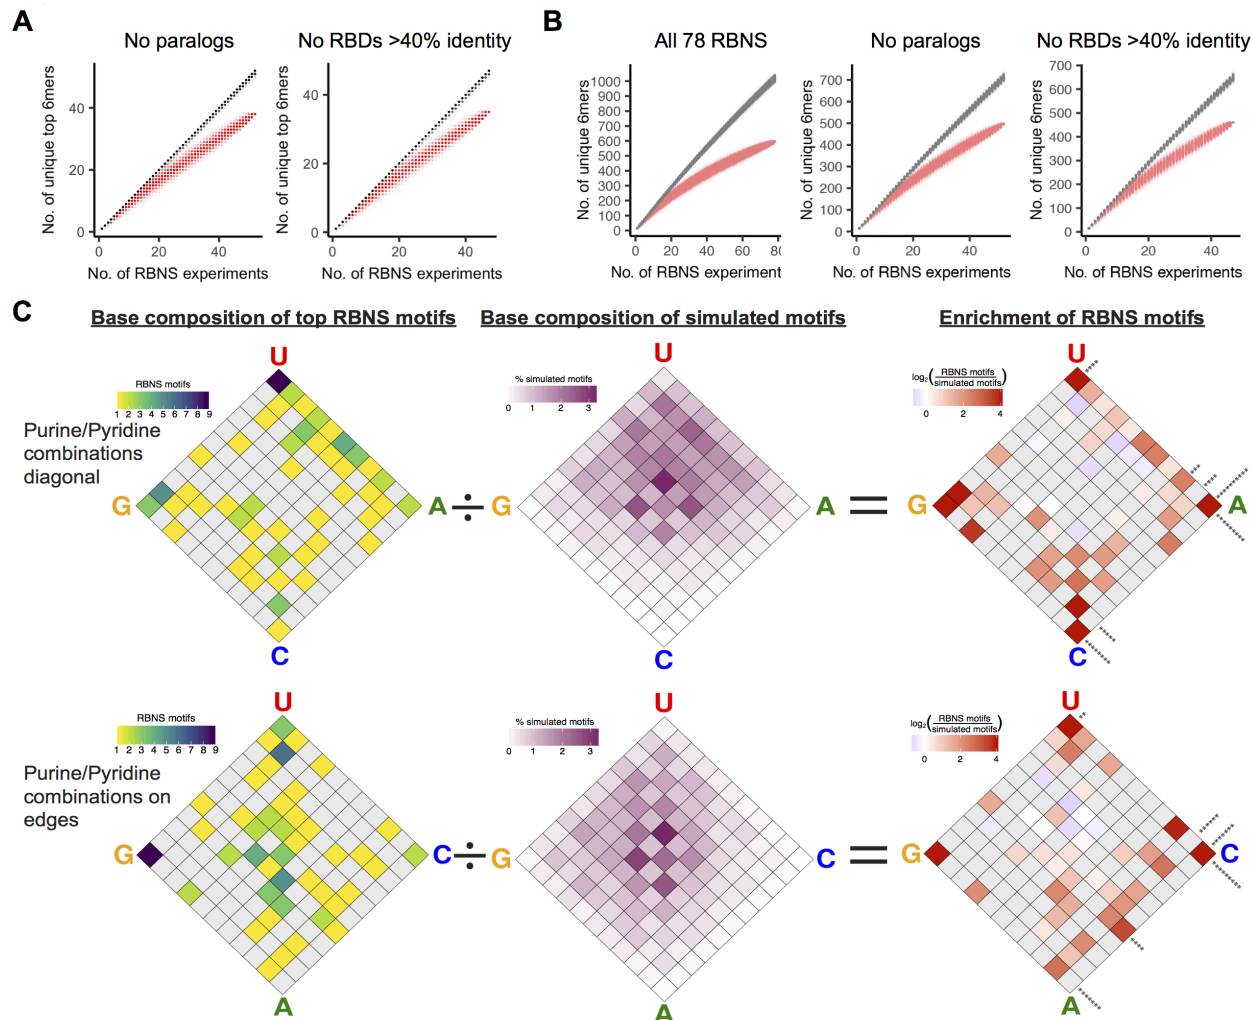 A
B
No paralogs
No RBDs >40% identity
All 78 RBNS
No paralogs
No RBDs >40% identity
No. of unique top 6mers
40
20
0
0 20 40
No. of RBNS experiments
No. of unique top 6mers
40
20
0
0 20 40
No. of RBNS experiments
No. of unique 6mers
1000
900
800
700
600
500
400
300
200
100
0
0 20 40 60 80
No. of RBNS experiment
No. of unique 6mers
700
600
500
400
300
200
100
0
0 20 40
No. of RBNS experiments
No. of unique 6mers
700
600
500
400
300
200
100
0
0 20 40
No. of RBNS experiments
C
Base composition of top RBNS motifs
Base composition of simulated motifs
Enrichment of RBNS motifs
Purine/Pyridine
combinations
diagonal
RBNS motifs
1 2 3 4 5 6 7 8 9
U
G
A
C
÷
% simulated motifs
0 1 2 3
U
G
A
C
=
log2(RBNS motifs/simulated motifs)
0 2 4
U
G
A
C
Purine/Pyridine
combinations on
edges
RBNS motifs
1 2 3 4 5 6 7 8 9
U
G
C
A
÷
% simulated motifs
0 1 2 3
U
G
C
A
=
log2(RBNS motifs/simulated motifs)
0 2 4
U
G
C
A